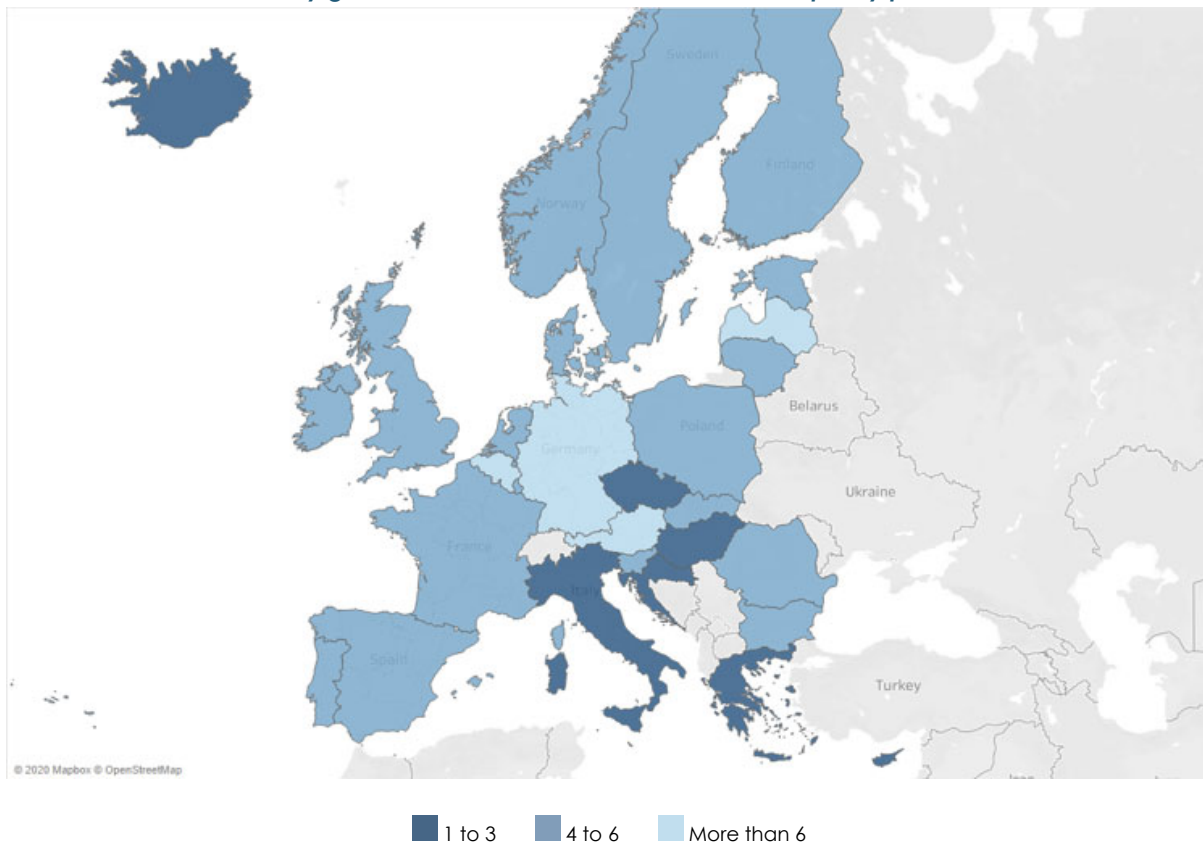 Sweden
Finland
Norway
Belarus
Poland
Germany
Ukraine
France
Italy
Spain
Turkey
© 2020 Mapbox © OpenStreetMap
1 to 3
4 to 6
More than 6